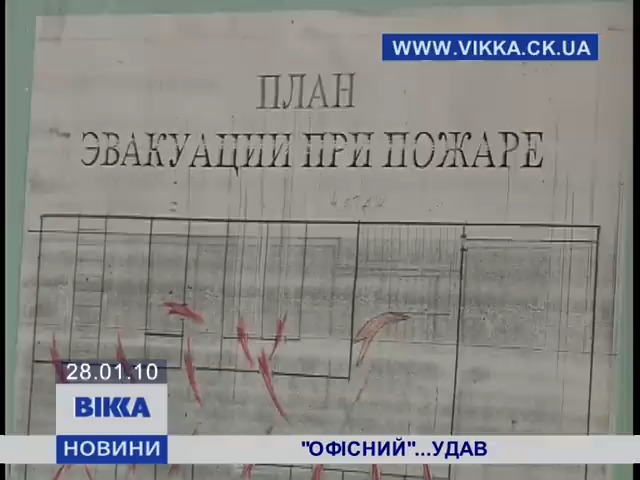 WWW.VIKKA.CK.UA
ПЛАН
ЭВАКУАЦИИ ПРИ ПОЖАРЕ
28.01.10
ВІККА
НОВИНИ
"ОФІСНИЙ"...УДАВ